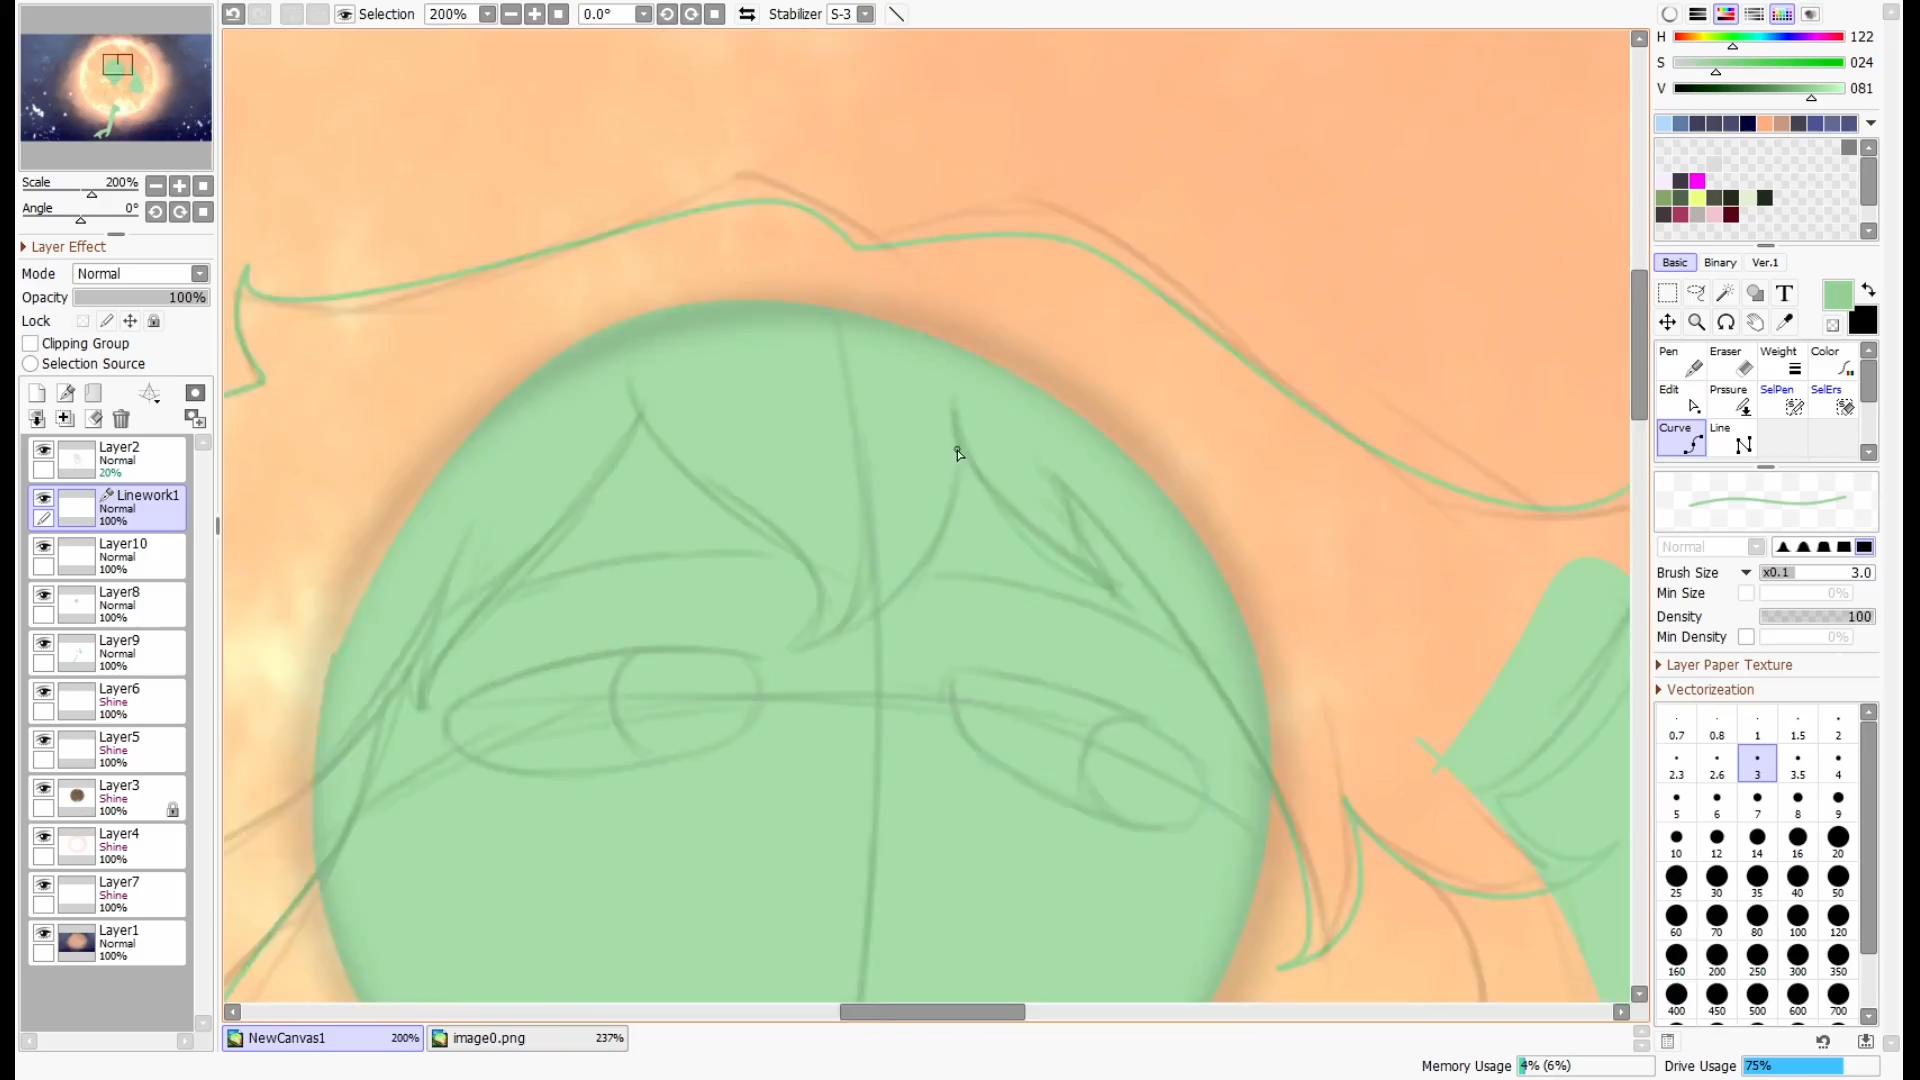 Selection 200% 0.0° Stabilizer S-3
Scale 200%
Angle 0°
Layer Effect
Mode Normal
Opacity 100%
Lock
Clipping Group
Selection Source
Layer2
Normal
20%
Linework1
Normal
100%
Layer10
Normal
100%
Layer8
Normal
100%
Layer9
Normal
100%
Layer6
Shine
100%
Layer5
Shine
100%
Layer3
Shine
100%
Layer4
Shine
100%
Layer7
Shine
100%
Layer1
Normal
100%
H 122
S 024
V 081
Basic Binary Ver.1
T
Pen Eraser Weight Color
Edit Prssure SelPen SelErs
Curve Line
Normal
Brush Size x0.1 3.0
Min Size 0%
Density 100
Min Density 0%
Layer Paper Texture
Vectorizeation
0.7 0.8 1 1.5 2
2.3 2.6 3 3.5 4
5 6 7 8 9
10 12 14 16 20
25 30 35 40 50
60 70 80 100 120
160 200 250 300 350
400 450 500 600 700
NewCanvas1 200% image0.png 237%
Memory Usage 4% (6%) Drive Usage 75%